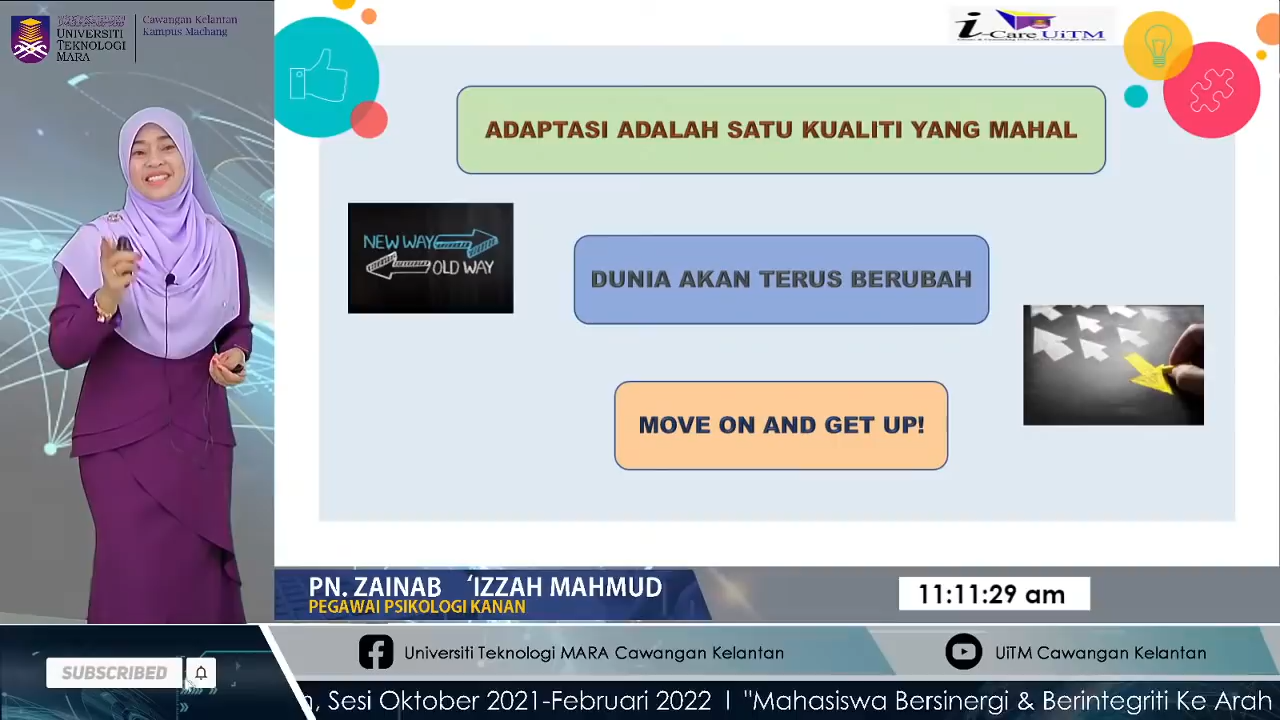 UNIVERSITI
TEKNOLOGI
MARA
Cawangan Kelantan
Kampus Machang
i-Care UiTM
ADAPTASI ADALAH SATU KUALITI YANG MAHAL
NEW WAY
OLD WAY
DUNIA AKAN TERUS BERUBAH
MOVE ON AND GET UP!
PN. ZAINAB ‘IZZAH MAHMUD
PEGAWAI PSIKOLOGI KANAN
11:11:29 am
SUBSCRIBED
Universiti Teknologi MARA Cawangan Kelantan
UiTM Cawangan Kelantan
, Sesi Oktober 2021-Februari 2022 | "Mahasiswa Bersinergi & Berintegriti Ke Arah